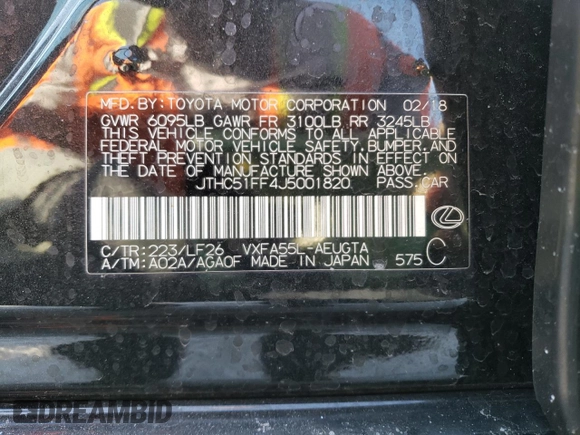 MFD. BY: TOYOTA MOTOR CORPORATION 02/18
GVWR 6095LB GAWR FR 3100LB RR 3245LB
THIS VEHICLE CONFORMS TO ALL APPLICABLE
FEDERAL MOTOR VEHICLE SAFETY, BUMPER, AND
THEFT PREVENTION STANDARDS IN EFFECT ON
THE DATE OF MANUFACTURE SHOWN ABOVE.
JTHC51FF4J5001820 PASS. CAR
C/TR: 223/LF26 VXFA55L-AEUGTA C
A/TM: A02A/AGA0F MADE IN JAPAN 575
DREAMBID